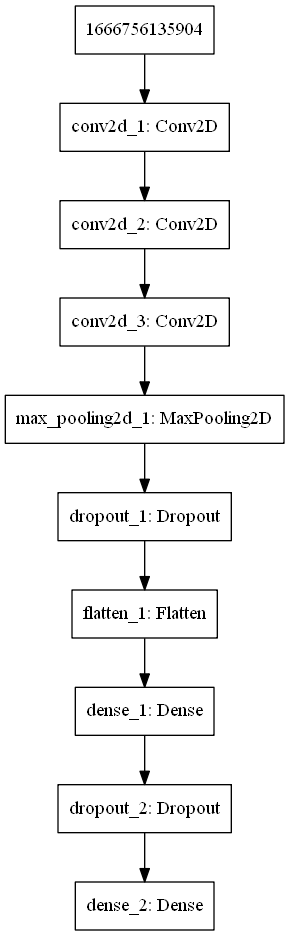 1666756135904
conv2d_1: Conv2D
conv2d_2: Conv2D
conv2d_3: Conv2D
max_pooling2d_1: MaxPooling2D
dropout_1: Dropout
flatten_1: Flatten
dense_1: Dense
dropout_2: Dropout
dense_2: Dense